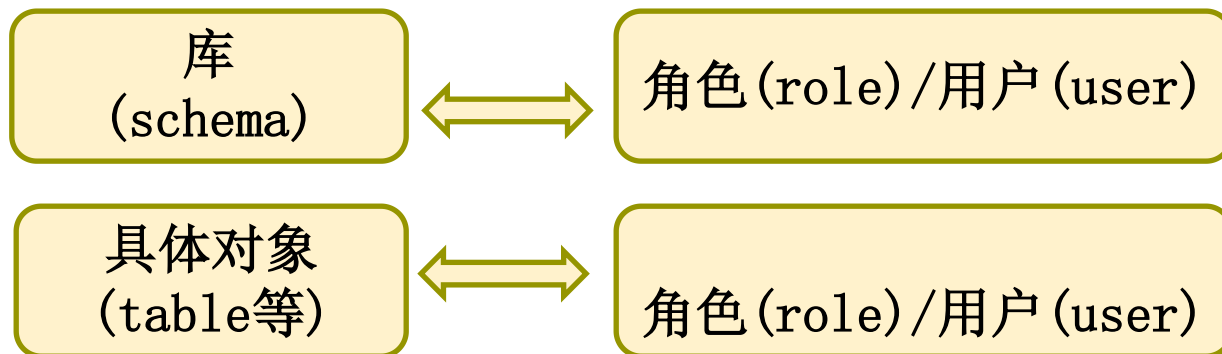 库
(schema)
角色(role)/用户(user)
具体对象
(table等)
角色(role)/用户(user)